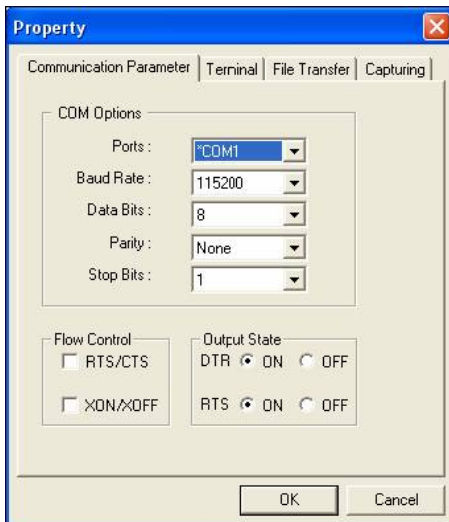 Property
Communication Parameter Terminal File Transfer Capturing
COM Options
Ports :
*COM1
Baud Rate :
115200
Data Bits :
8
Parity :
None
Stop Bits :
1
Flow Control
RTS/CTS
XON/XOFF
Output State
DTR ON OFF
RTS ON OFF
OK Cancel